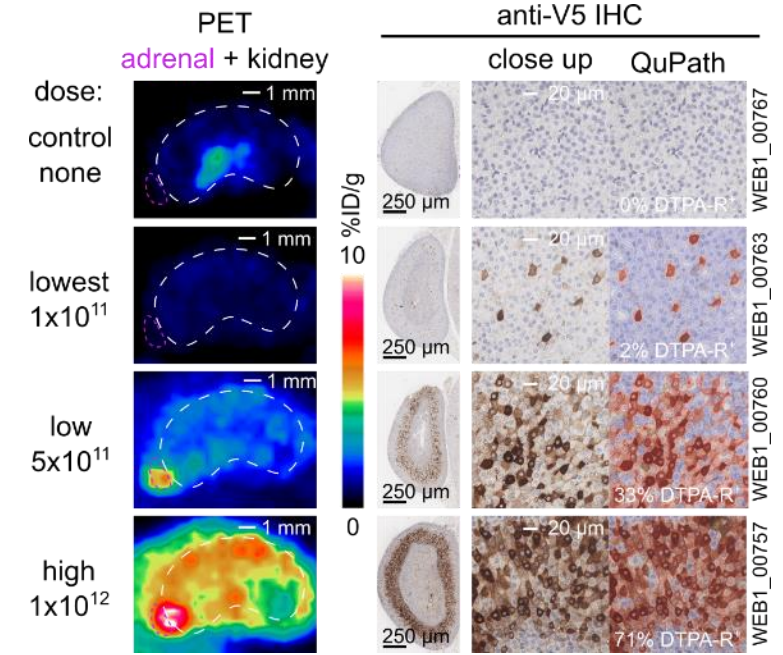 PET
anti-V5 IHC
adrenal + kidney
close up
QuPath
dose:
control
none
1 mm
250 µm
20 µm
0% DTPA-R⁺
WEB1_00767
%ID/g
10
0
lowest
1x10¹¹
1 mm
250 µm
20 µm
2% DTPA-R⁺
WEB1_00763
low
5x10¹¹
1 mm
250 µm
20 µm
33% DTPA-R⁺
WEB1_00760
high
1x10¹²
1 mm
250 µm
20 µm
71% DTPA-R⁺
WEB1_00757